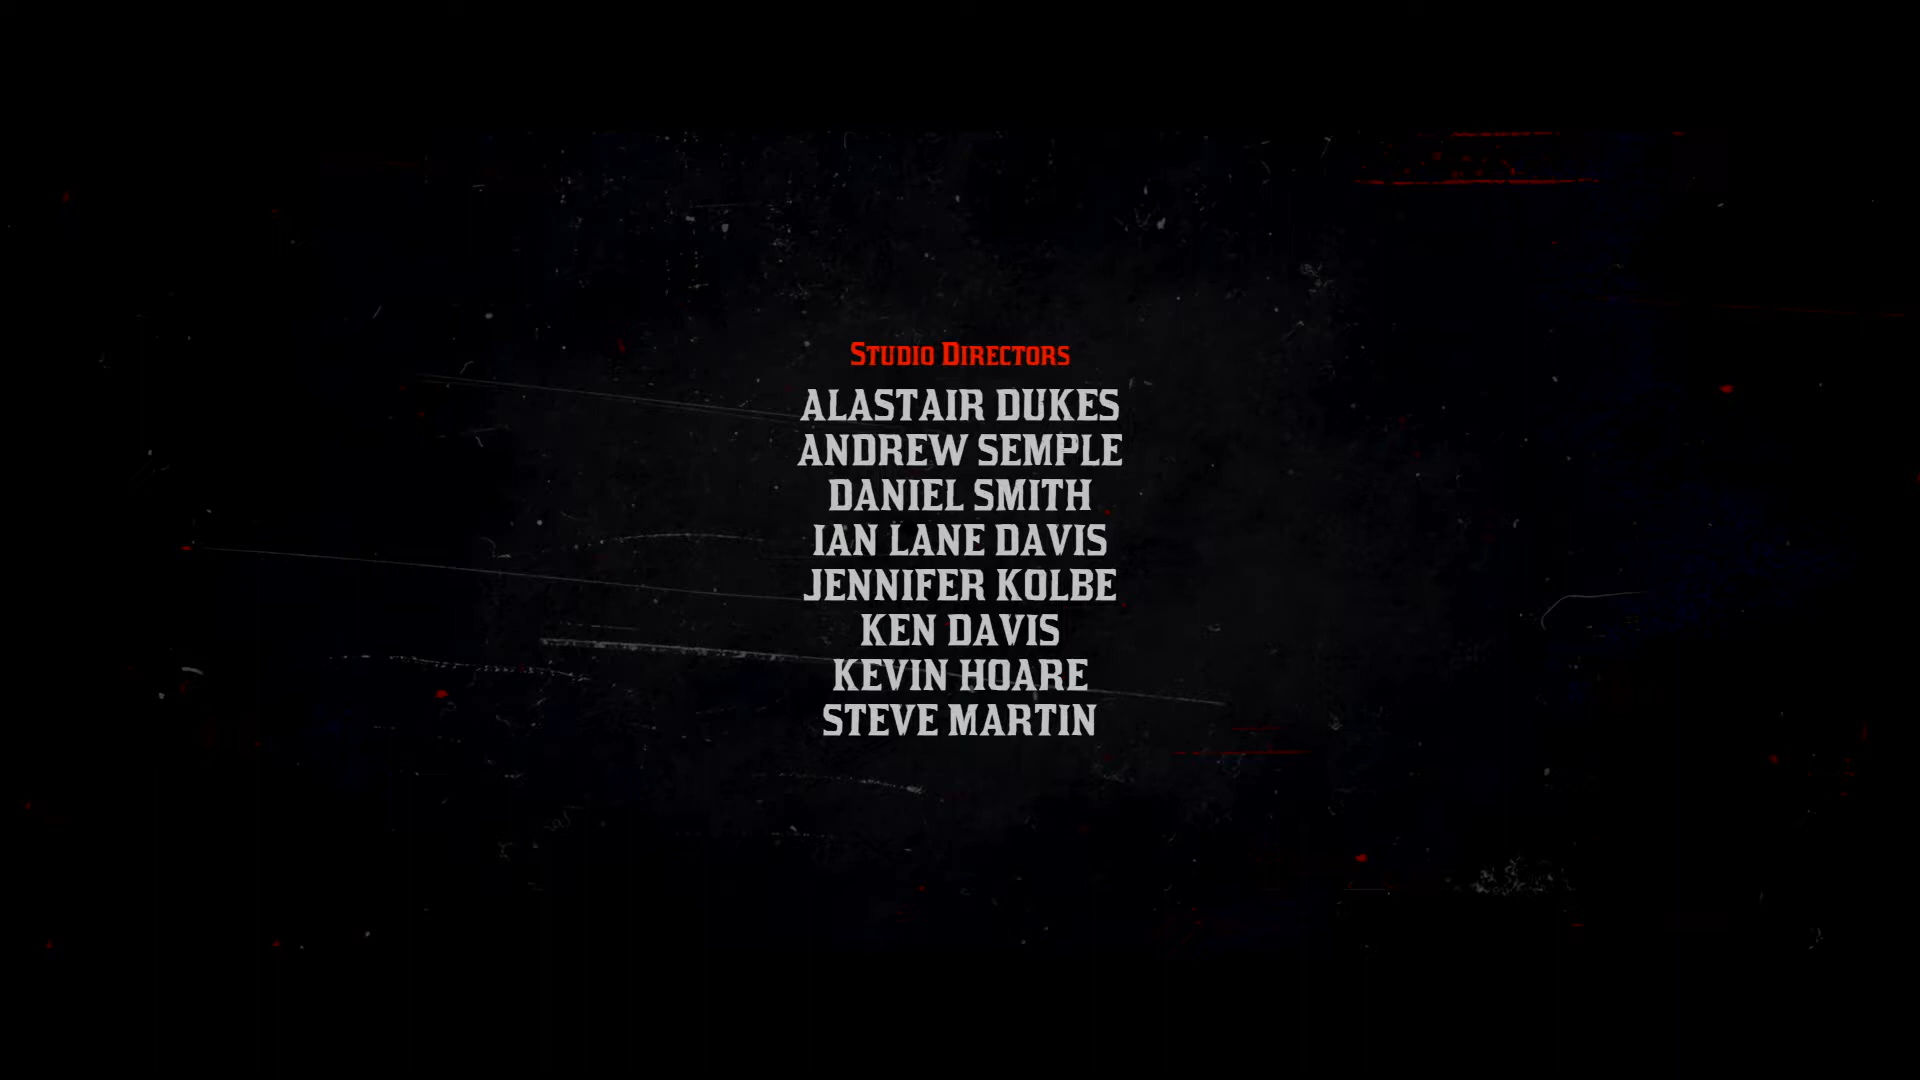 Studio Directors
ALASTAIR DUKES
ANDREW SEMPLE
DANIEL SMITH
IAN LANE DAVIS
JENNIFER KOLBE
KEN DAVIS
KEVIN HOARE
STEVE MARTIN